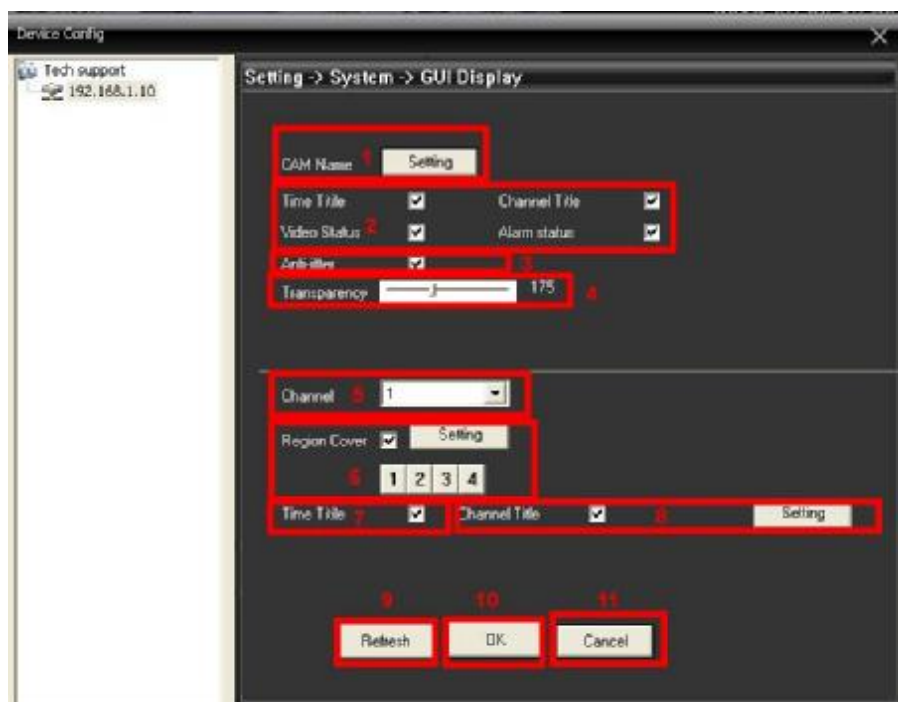 Device Config
Tech support
192.168.1.10
Setting -> System -> GUI Display
CAM Name 1 Setting
Time Title Channel Title
Video Status 2 Alarm status
3
Transparency 175 4
Channel 5 1
Region Cover Setting
6 1 2 3 4
Time Title 7 Channel Title 8 Setting
9 10 11
Refresh OK Cancel